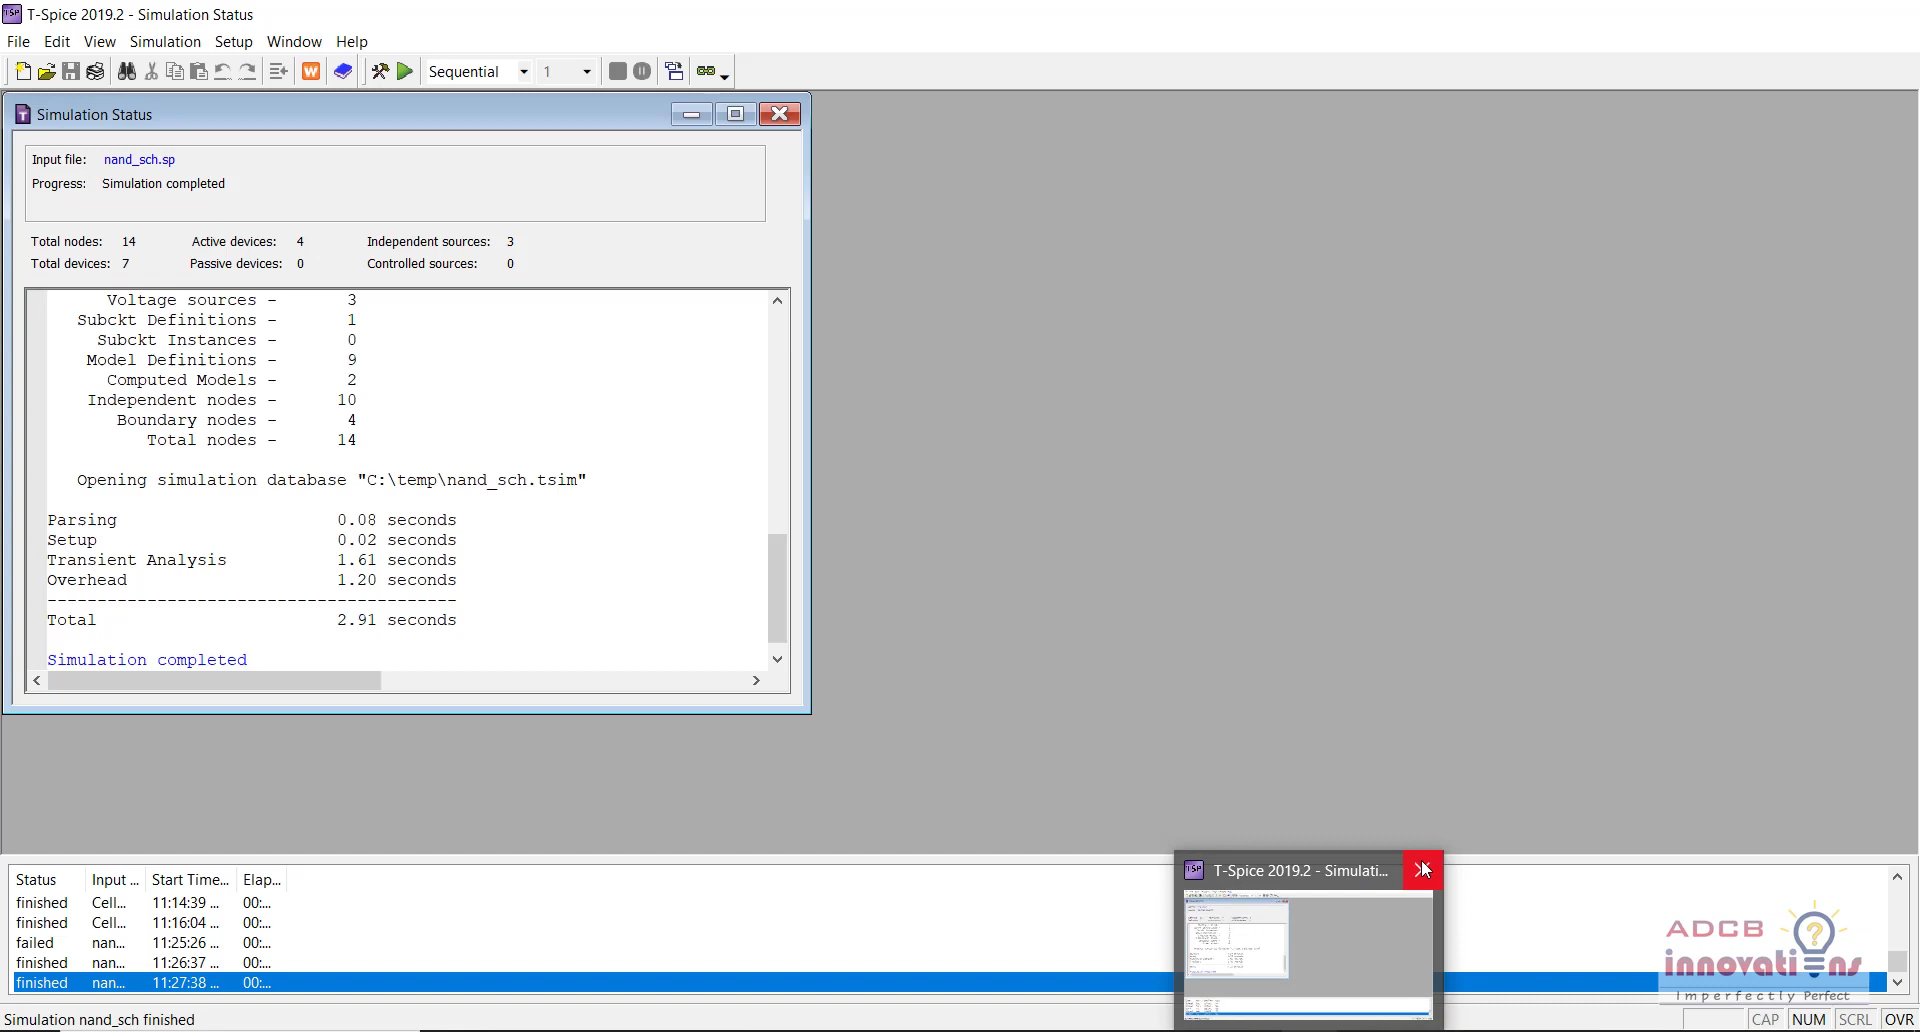 T-Spice 2019.2 - Simulation Status
File Edit View Simulation Setup Window Help
Sequential 1
Simulation Status
Input file: nand_sch.sp
Progress: Simulation completed
Total nodes: 14 Active devices: 4 Independent sources: 3
Total devices: 7 Passive devices: 0 Controlled sources: 0
Voltage sources - 3
Subckt Definitions - 1
Subckt Instances - 0
Model Definitions - 9
Computed Models - 2
Independent nodes - 10
Boundary nodes - 4
Total nodes - 14
Opening simulation database "C:\temp\nand_sch.tsim"
Parsing 0.08 seconds
Setup 0.02 seconds
Transient Analysis 1.61 seconds
Overhead 1.20 seconds
-----------------------------------------
Total 2.91 seconds
Simulation completed
T-Spice 2019.2 - Simulati...
Status Input ... Start Time... Elap...
finished Cell... 11:14:39 ... 00:...
finished Cell... 11:16:04 ... 00:...
failed nan... 11:25:26 ... 00:...
finished nan... 11:26:37 ... 00:...
finished nan... 11:27:38 ... 00:...
ADCB
innovations
Imperfectly Perfect
Simulation nand_sch finished
CAP NUM SCRL OVR